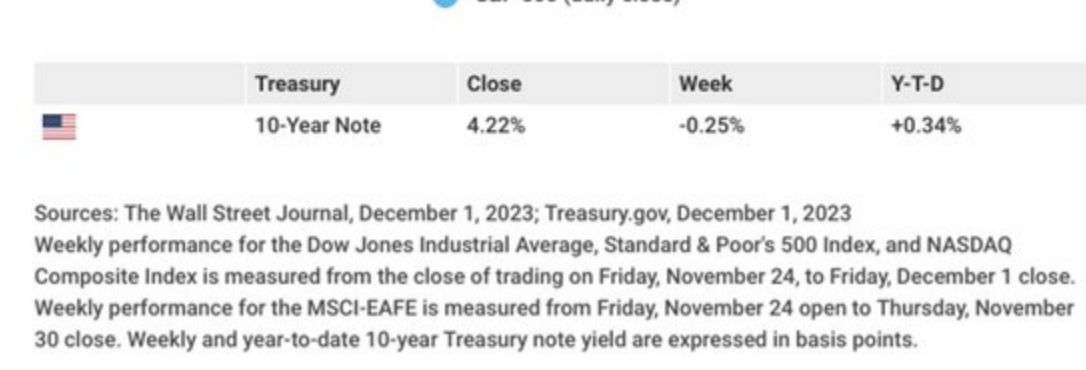 Treasury Close Week Y-T-D
10-Year Note 4.22% -0.25% +0.34%
Sources: The Wall Street Journal, December 1, 2023; Treasury.gov, December 1, 2023
Weekly performance for the Dow Jones Industrial Average, Standard & Poor's 500 Index, and NASDAQ
Composite Index is measured from the close of trading on Friday, November 24, to Friday, December 1 close.
Weekly performance for the MSCI-EAFE is measured from Friday, November 24 open to Thursday, November
30 close. Weekly and year-to-date 10-year Treasury note yield are expressed in basis points.